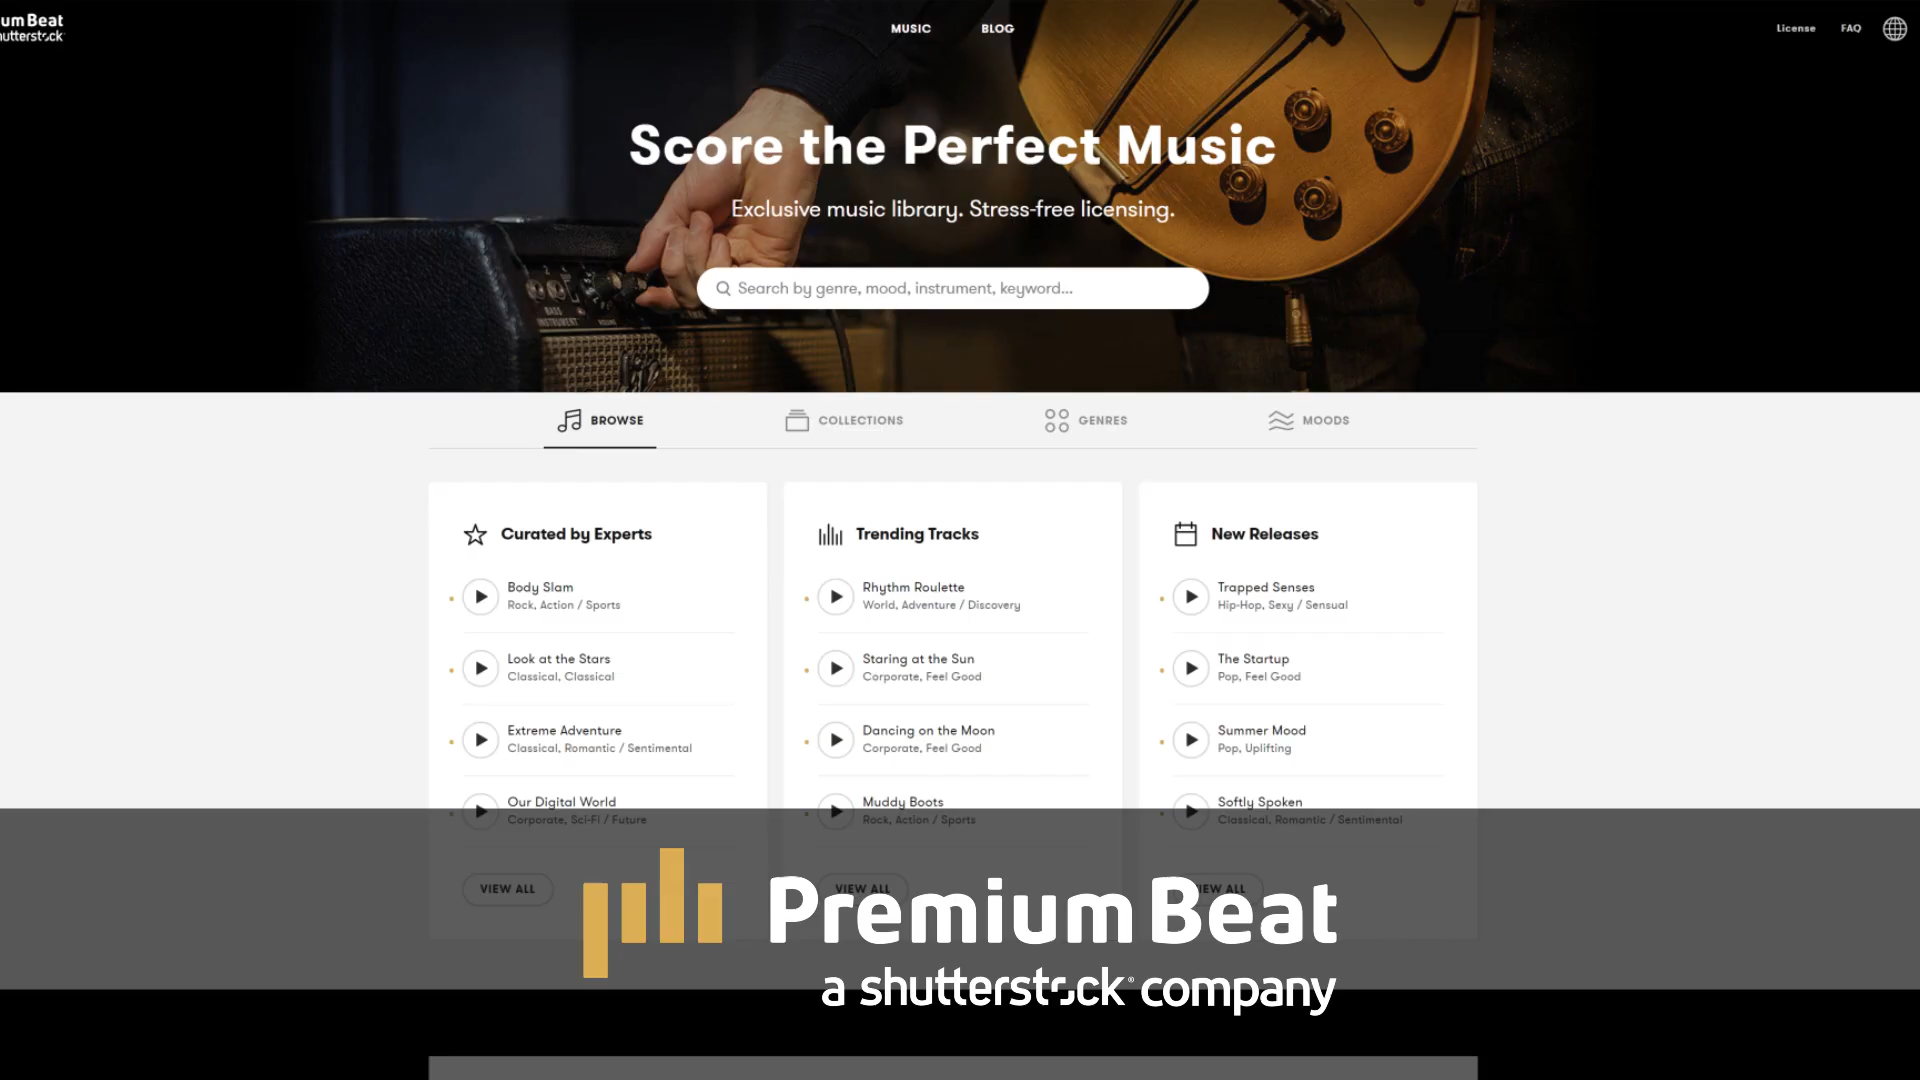 um Beat
utterstock
MUSIC
BLOG
License
FAQ
Score the Perfect Music
Exclusive music library. Stress-free licensing.
Search by genre, mood, instrument, keyword...
BROWSE
COLLECTIONS
GENRES
MOODS
Curated by Experts
Body Slam
Rock, Action / Sports
Look at the Stars
Classical, Classical
Extreme Adventure
Classical, Romantic / Sentimental
Our Digital World
Corporate, Sci-Fi / Future
VIEW ALL
Trending Tracks
Rhythm Roulette
World, Adventure / Discovery
Staring at the Sun
Corporate, Feel Good
Dancing on the Moon
Corporate, Feel Good
Muddy Boots
Rock, Action / Sports
VIEW ALL
New Releases
Trapped Senses
Hip-Hop, Sexy / Sensual
The Startup
Pop, Feel Good
Summer Mood
Pop, Uplifting
Softly Spoken
Classical, Romantic / Sentimental
VIEW ALL
Premium Beat
a shutterstock® company